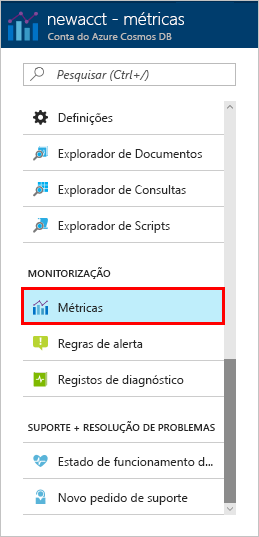 newacct - métricas
Conta do Azure Cosmos DB
Pesquisar (Ctrl+/)
Definições
Explorador de Documentos
Explorador de Consultas
Explorador de Scripts
MONITORIZAÇÃO
Métricas
Regras de alerta
Registos de diagnóstico
SUPORTE + RESOLUÇÃO DE PROBLEMAS
Estado de funcionamento d...
Novo pedido de suporte